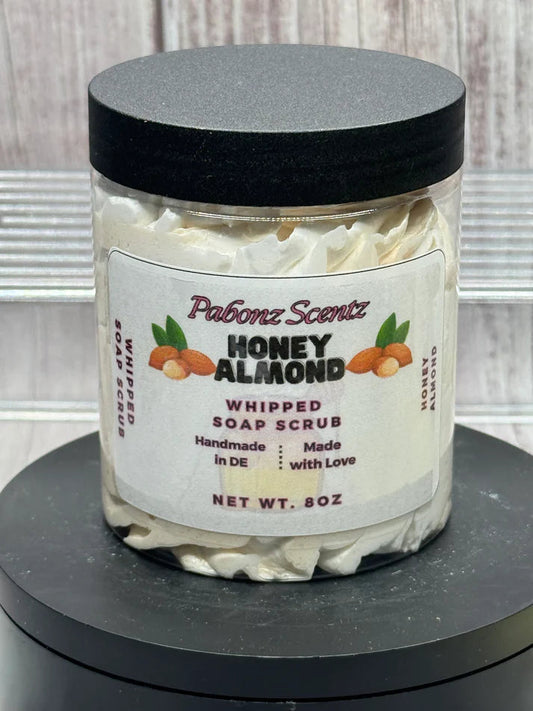 Pabonz Scentz
HONEY
ALMOND
WHIPPED
SOAP SCRUB
Handmade
in DE
Made
with Love
NET WT. 8OZ
WHIPPED
SOAP SCRUB
HONEY
ALMOND